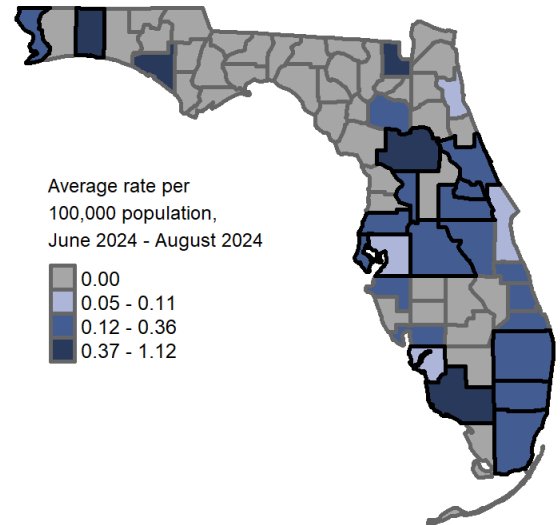 Average rate per
100,000 population,
June 2024 - August 2024
0.00
0.05 - 0.11
0.12 - 0.36
0.37 - 1.12